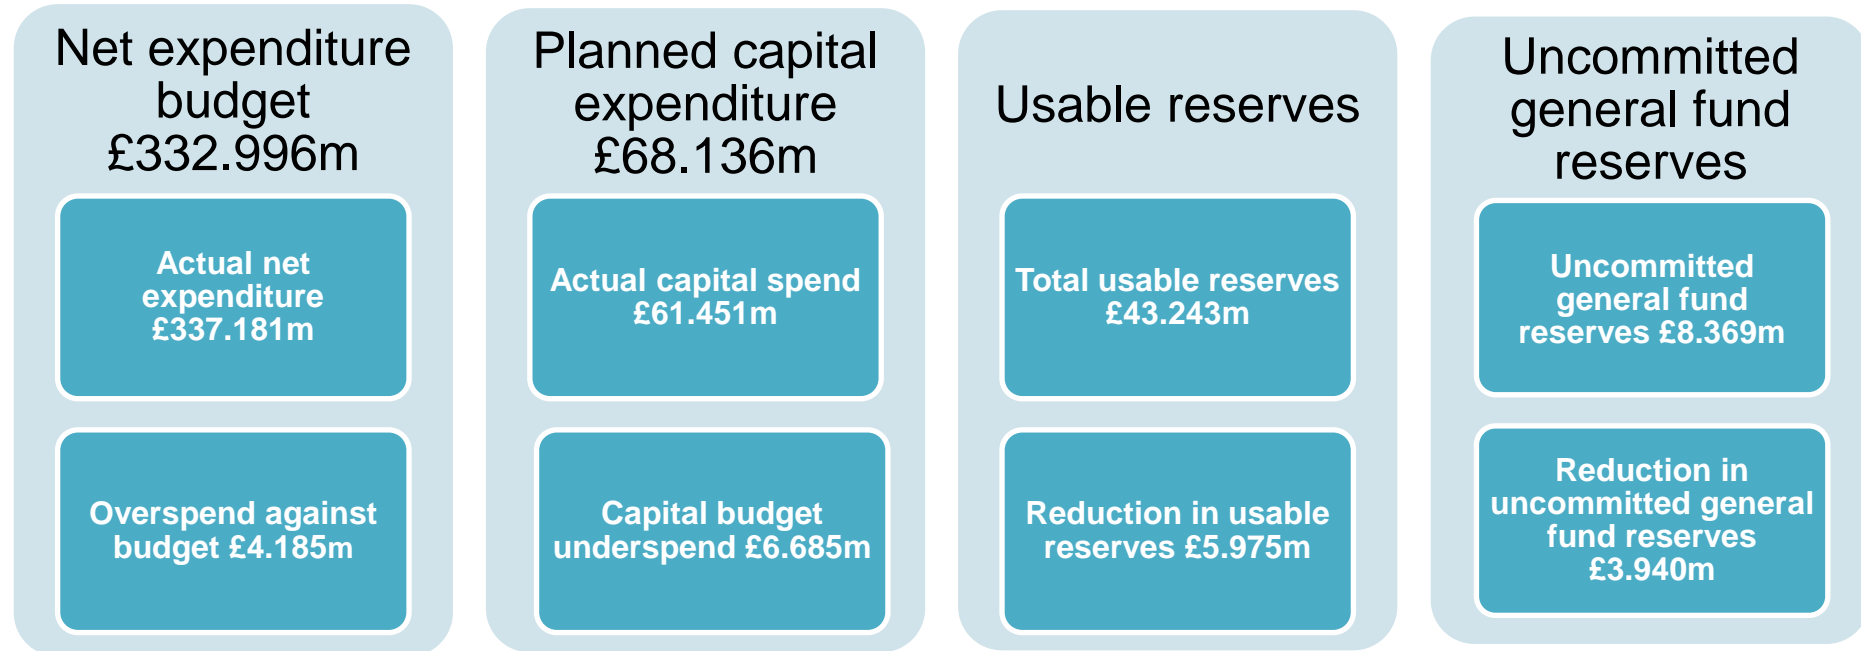 Net expenditure
budget
£332.996m
Actual net
expenditure
£337.181m
Overspend against
budget £4.185m
Planned capital
expenditure
£68.136m
Actual capital spend
£61.451m
Capital budget
underspend £6.685m
Usable reserves
Total usable reserves
£43.243m
Reduction in usable
reserves £5.975m
Uncommitted
general fund
reserves
Uncommitted
general fund
reserves £8.369m
Reduction in
uncommitted general
fund reserves
£3.940m